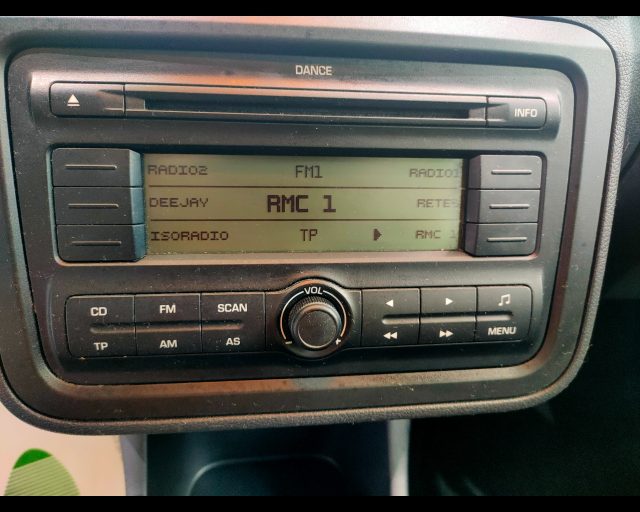 DANCE
INFO
RADIO2 FM1 RADIO1
DEEJAY RMC 1 RETE
ISORADIO TP RMC 1
VOL
CD FM SCAN
TP AM AS MENU